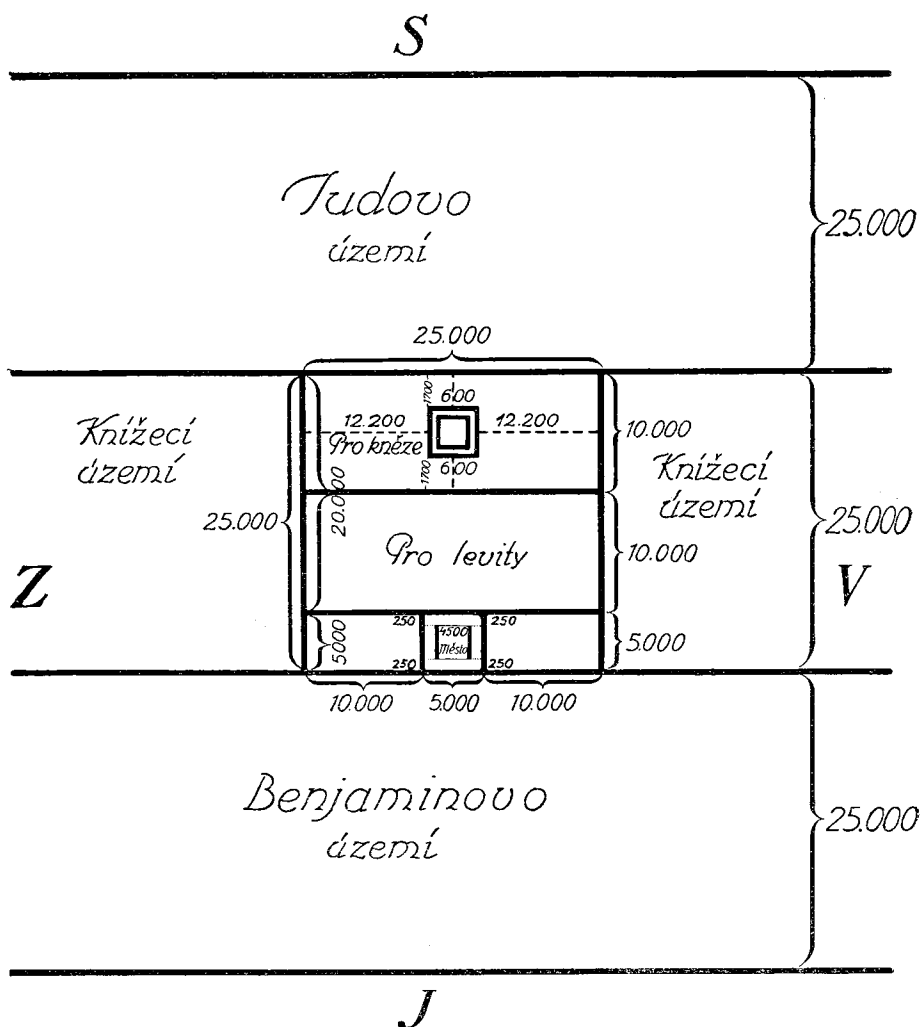 S
Judovo
území
25.000
25.000
Knížecí
území
12.200
1700
600
12.200
Pro kněze
1700
600
10.000
Knížecí
území
25.000
20.000
25.000
Pro levity
10.000
Z
V
5000
250
4500
250
Město
250
250
5.000
10.000
5.000
10.000
Benjaminovo
území
25.000
J